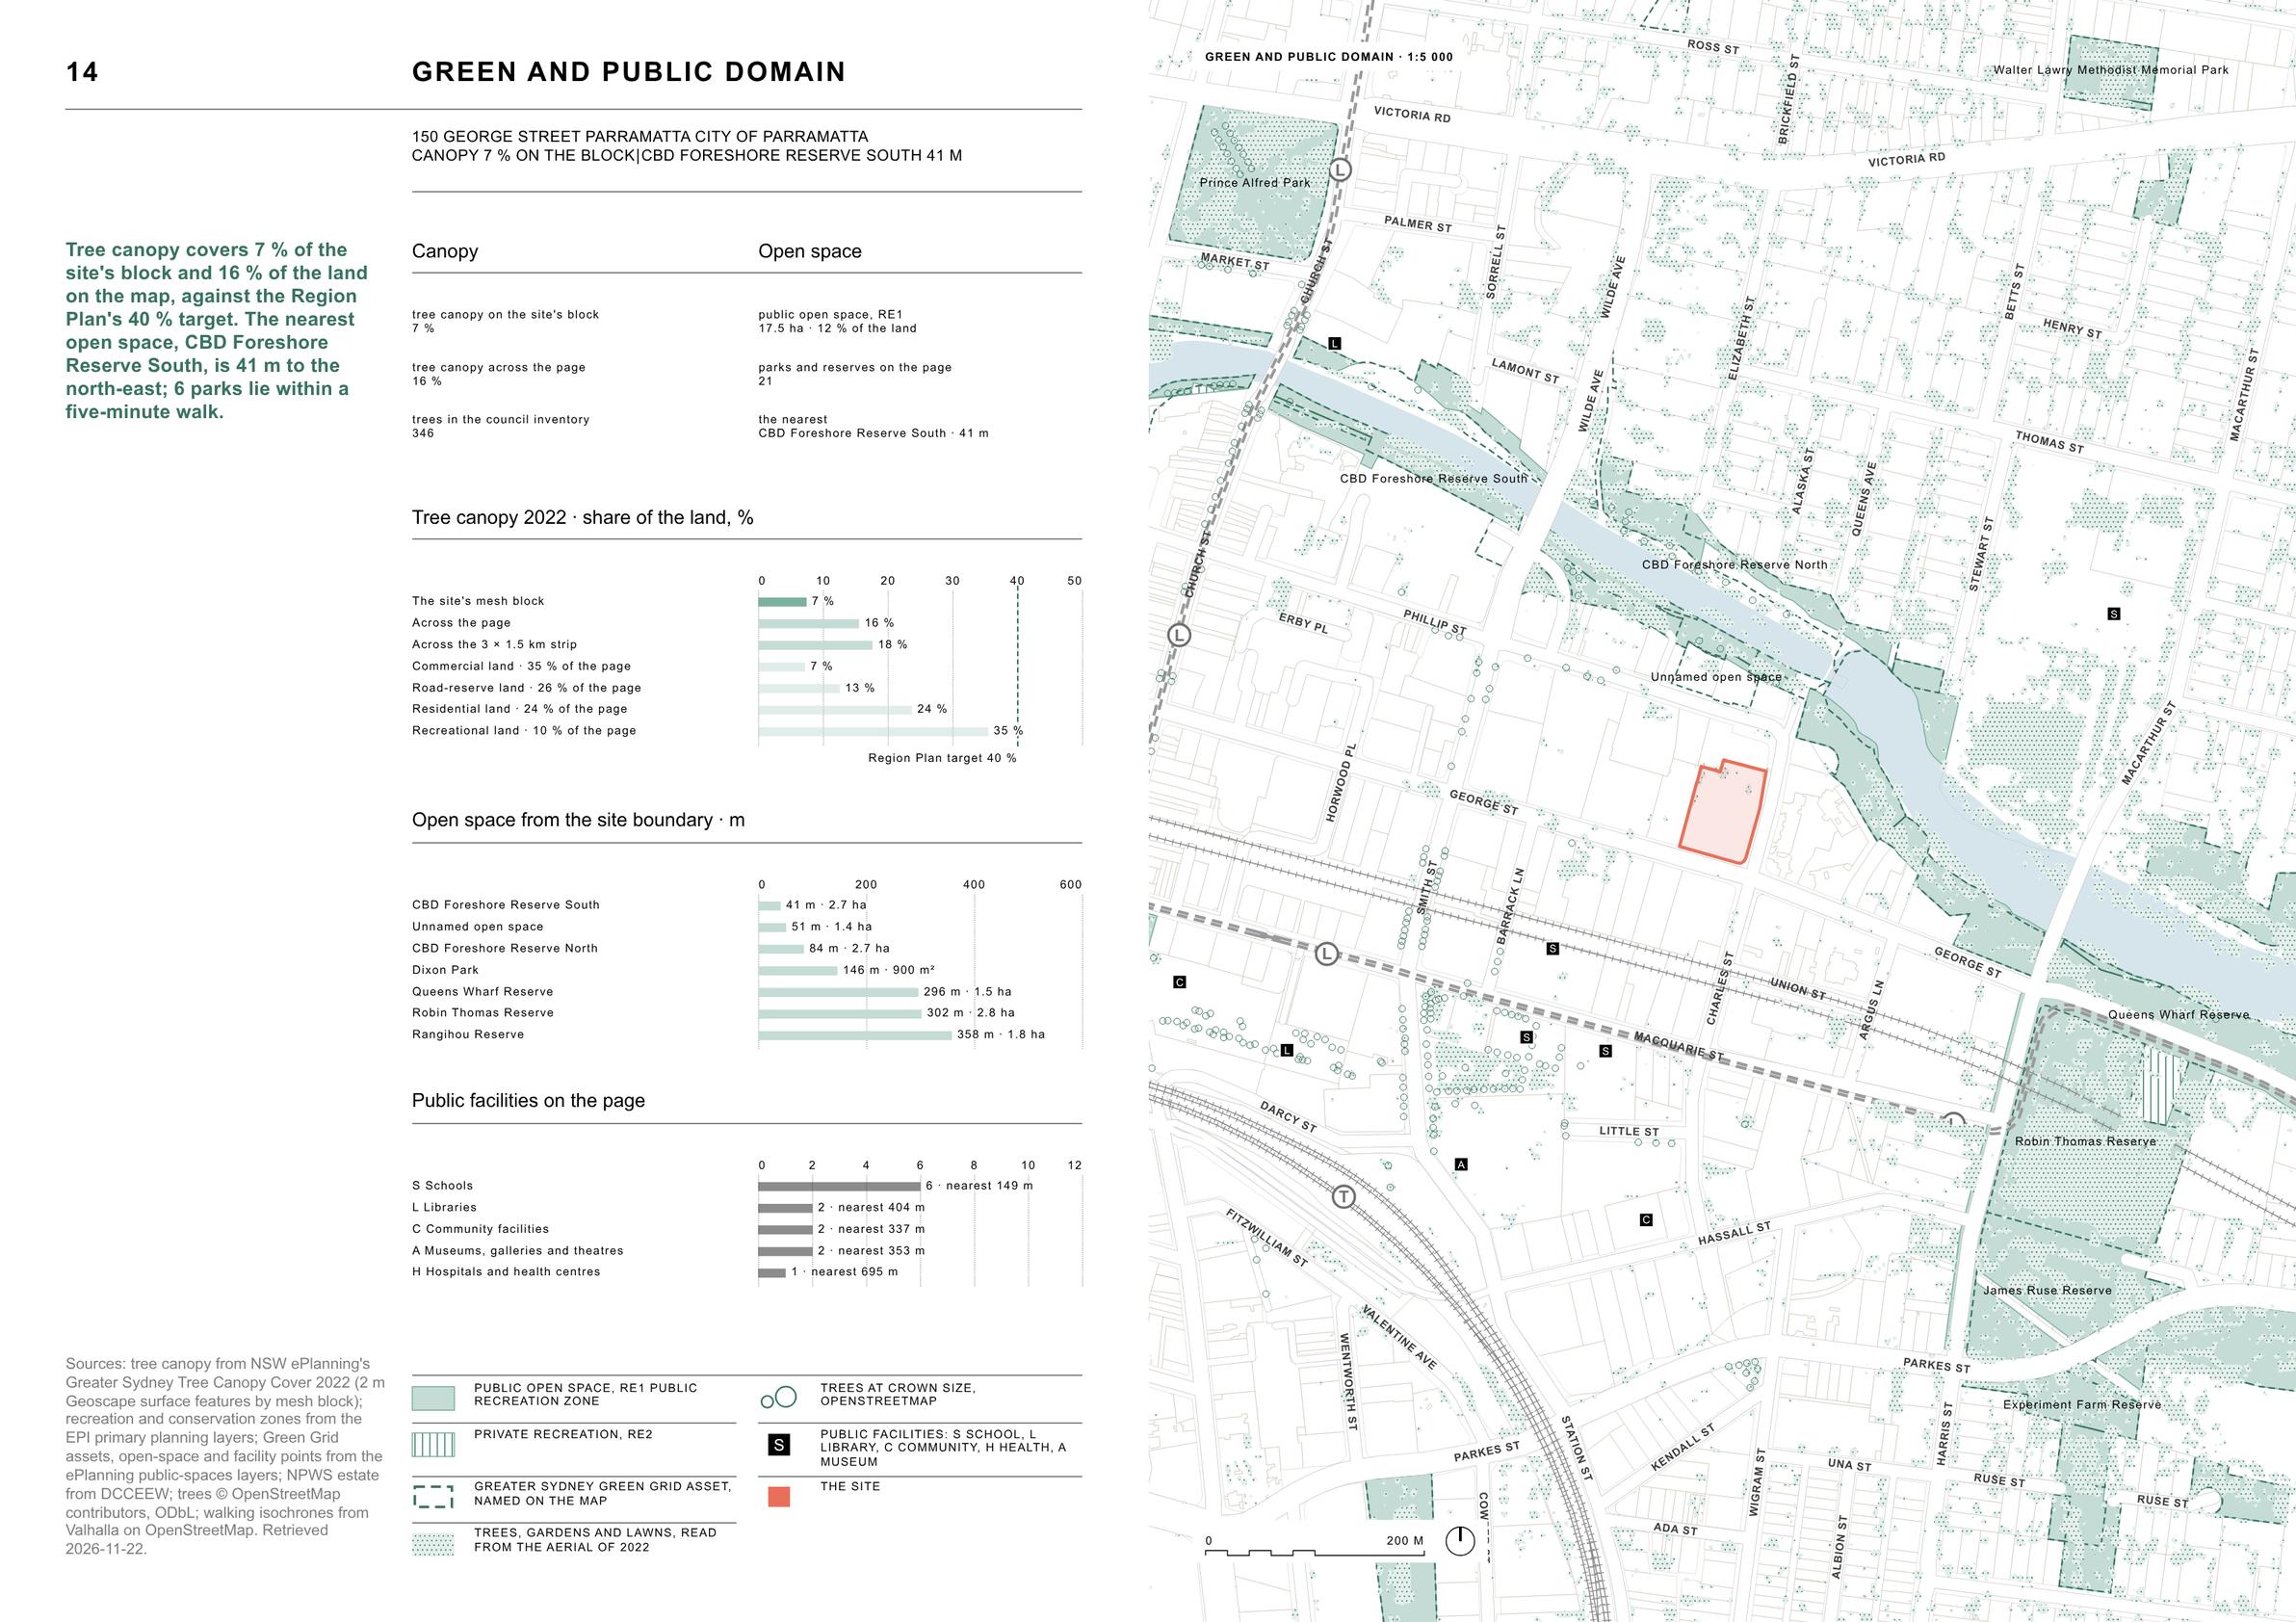 14
GREEN AND PUBLIC DOMAIN
150 GEORGE STREET PARRAMATTA CITY OF PARRAMATTA
CANOPY 7 % ON THE BLOCK|CBD FORESHORE RESERVE SOUTH 41 M
Tree canopy covers 7 % of the
site's block and 16 % of the land
on the map, against the Region
Plan's 40 % target. The nearest
open space, CBD Foreshore
Reserve South, is 41 m to the
north-east; 6 parks lie within a
five-minute walk.
Canopy
tree canopy on the site's block
7 %
tree canopy across the page
16 %
trees in the council inventory
346
Open space
public open space, RE1
17.5 ha · 12 % of the land
parks and reserves on the page
21
the nearest
CBD Foreshore Reserve South · 41 m
Tree canopy 2022 · share of the land, %
0 10 20 30 40 50
The site's mesh block 7 %
Across the page 16 %
Across the 3 × 1.5 km strip 18 %
Commercial land · 35 % of the page 7 %
Road-reserve land · 26 % of the page 13 %
Residential land · 24 % of the page 24 %
Recreational land · 10 % of the page 35 %
Region Plan target 40 %
Open space from the site boundary · m
0 200 400 600
CBD Foreshore Reserve South 41 m · 2.7 ha
Unnamed open space 51 m · 1.4 ha
CBD Foreshore Reserve North 84 m · 2.7 ha
Dixon Park 146 m · 900 m²
Queens Wharf Reserve 296 m · 1.5 ha
Robin Thomas Reserve 302 m · 2.8 ha
Rangihou Reserve 358 m · 1.8 ha
Public facilities on the page
0 2 4 6 8 10 12
S Schools 6 · nearest 149 m
L Libraries 2 · nearest 404 m
C Community facilities 2 · nearest 337 m
A Museums, galleries and theatres 2 · nearest 353 m
H Hospitals and health centres 1 · nearest 695 m
Sources: tree canopy from NSW ePlanning's
Greater Sydney Tree Canopy Cover 2022 (2 m
Geoscape surface features by mesh block);
recreation and conservation zones from the
EPI primary planning layers; Green Grid
assets, open-space and facility points from the
ePlanning public-spaces layers; NPWS estate
from DCCEEW; trees © OpenStreetMap
contributors, ODbL; walking isochrones from
Valhalla on OpenStreetMap. Retrieved
2026-11-22.
PUBLIC OPEN SPACE, RE1 PUBLIC
RECREATION ZONE
PRIVATE RECREATION, RE2
GREATER SYDNEY GREEN GRID ASSET,
NAMED ON THE MAP
TREES, GARDENS AND LAWNS, READ
FROM THE AERIAL OF 2022
TREES AT CROWN SIZE,
OPENSTREETMAP
S
PUBLIC FACILITIES: S SCHOOL, L
LIBRARY, C COMMUNITY, H HEALTH, A
MUSEUM
THE SITE
GREEN AND PUBLIC DOMAIN · 1:5 000
ROSS ST
Walter Lawry Methodist Memorial Park
BRICKFIELD ST
VICTORIA RD
VICTORIA RD
L
Prince Alfred Park
PALMER ST
MARKET ST
CHURCH ST
SORRELL ST
WILDE AVE
ELIZABETH ST
BETTS ST
HENRY ST
MACARTHUR ST
L
LAMONT ST
WILDE AVE
THOMAS ST
ALASKA ST
QUEENS AVE
CBD Foreshore Reserve South
CHURCH ST
CBD Foreshore Reserve North
STEWART ST
S
L
ERBY PL
PHILLIP ST
Unnamed open space
MACARTHUR ST
HORWOOD PL
GEORGE ST
SMITH ST
BARRACK LN
S
L
C
CHARLES ST
UNION ST
ARGUS LN
GEORGE ST
Queens Wharf Reserve
L
S
S
MACQUARIE ST
L
DARCY ST
LITTLE ST
Robin Thomas Reserve
A
T
C
FITZWILLIAM ST
HASSALL ST
James Ruse Reserve
VALENTINE AVE
WENTWORTH ST
PARKES ST
Experiment Farm Reserve
STATION ST
PARKES ST
KENDALL ST
HARRIS ST
WIGRAM ST
UNA ST
RUSE ST
RUSE ST
ADA ST
ALBION ST
0 200 M